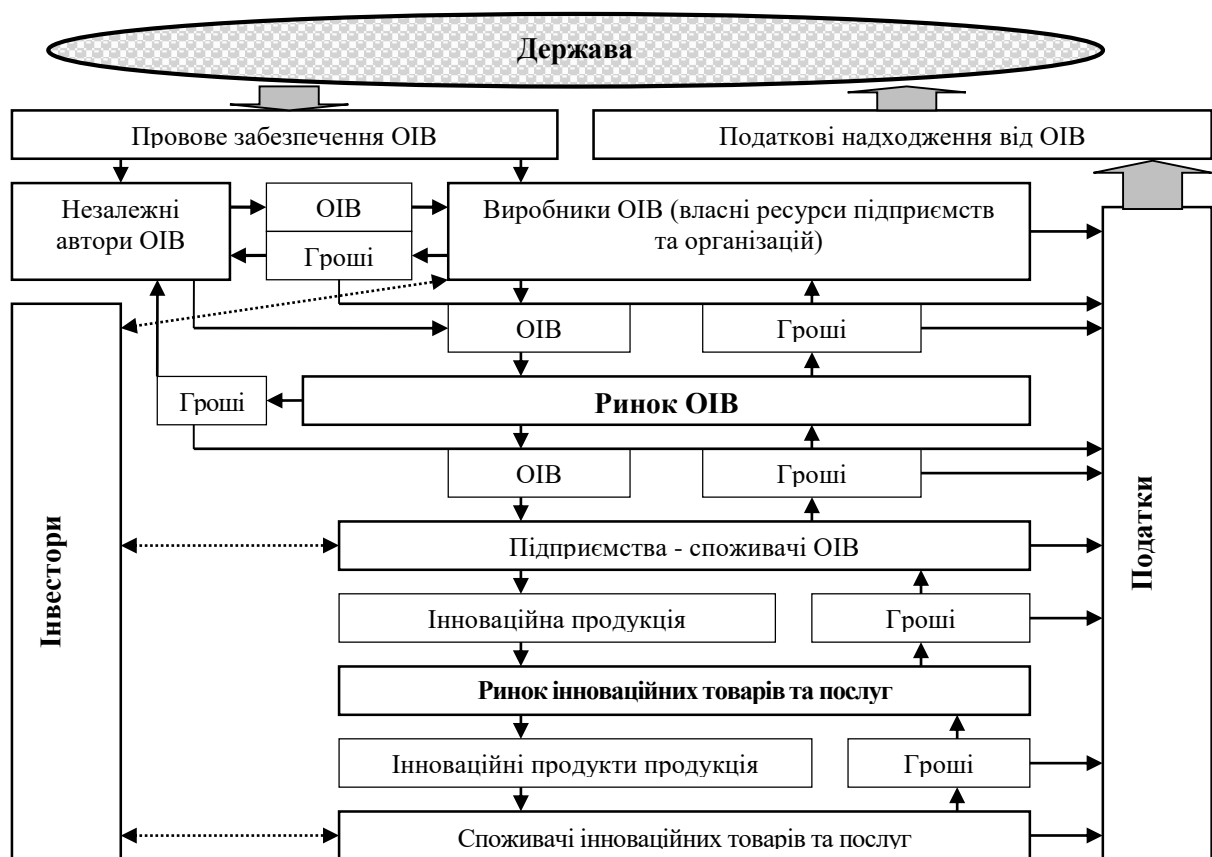 Держава
Провове забезпечення ОІВ
Податкові надходження від ОІВ
Незалежні
автори ОІВ
ОІВ
Гроші
Виробники ОІВ (власні ресурси підприємств
та організацій)
ОІВ
Гроші
Гроші
Ринок ОІВ
ОІВ
Гроші
Підприємства - споживачі ОІВ
Інноваційна продукція
Гроші
Ринок інноваційних товарів та послуг
Інноваційні продукти продукція
Гроші
Споживачі інноваційних товарів та послуг
Інвестори
Податки